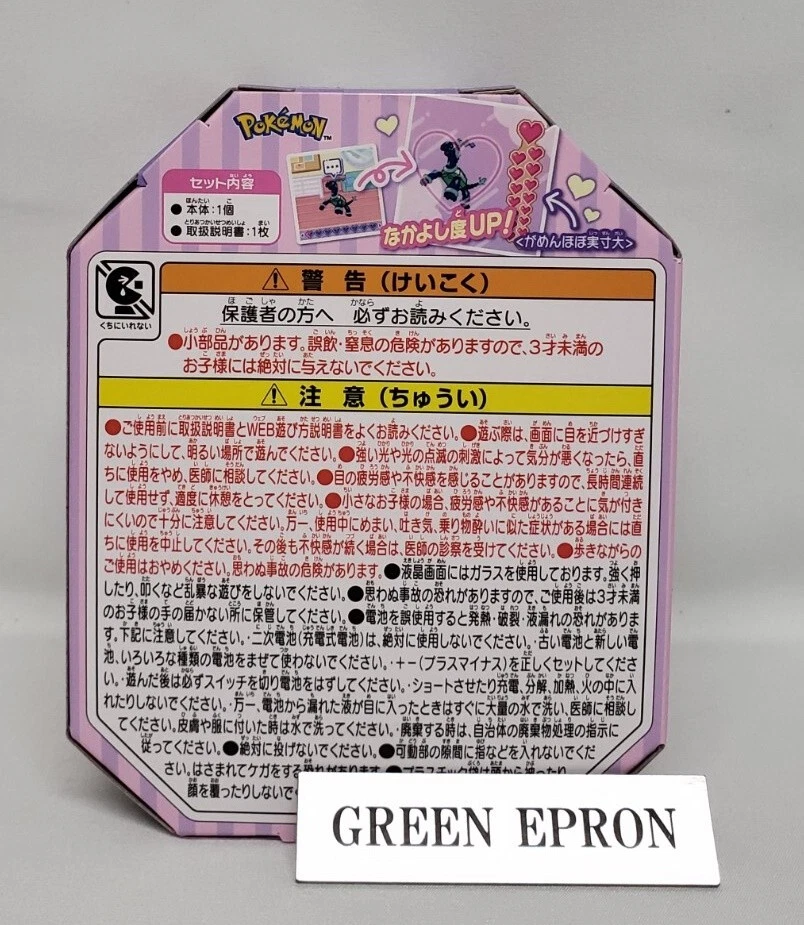 POKéMON™
セット内容
● 本体:1個
● 取扱説明書:1枚
なかよし度UP!
<がめんほぼ実寸大>
くちにいれない
⚠ 警告(けいこく)
保護者の方へ 必ずお読みください。
●小部品があります。誤飲・窒息の危険がありますので、3才未満の
お子様には絶対に与えないでください。
⚠ 注意(ちゅうい)
●ご使用前に取扱説明書とWEB遊び方説明書をよくお読みください。●遊ぶ際は、画面に目を近づけすぎ
ないようにして、明るい場所で遊んでください。●強い光や光の点滅の刺激によって気分が悪くなったら、直
ちに使用をやめ、医師に相談してください。●目の疲労感や不快感を感じることがありますので、長時間連続
して使用せず、適度に休憩をとってください。●小さなお子様の場合、疲労感や不快感があることに気が付き
にくいので十分に注意してください。万一、使用中にめまい、吐き気、乗り物酔いに似た症状がある場合には直
ちに使用を中止してください。その後も不快感が続く場合は、医師の診察を受けてください。●歩きながらの
ご使用はおやめください。思わぬ事故の危険があります。●液晶画面にはガラスを使用しております。強く押
したり、叩くなど乱暴な遊びをしないでください。●思わぬ事故の恐れがありますので、ご使用後は3才未満
のお子様の手の届かない所に保管してください。●電池を誤使用すると発熱・破裂・液漏れの恐れがありま
す。下記に注意してください。・二次電池(充電式電池)は、絶対に使用しないでください。・古い電池と新しい電
池、いろいろな種類の電池をまぜて使わないでください。・+−(プラスマイナス)を正しくセットしてくださ
い。・遊んだ後は必ずスイッチを切り電池をはずしてください。・ショートさせたり充電、分解、加熱、火の中に入
れたりしないでください。・万一、電池から漏れた液が目に入ったときはすぐに大量の水で洗い、医師に相談し
てください。皮膚や服に付いた時は水で洗ってください。・廃棄する時は、自治体の廃棄物処理の指示に
従ってください。●絶対に投げないでください。●可動部の隙間に指などを入れないでくだ
さい。はさまれてケガをする恐れがあります。●プラスチック袋は頭から被ったり、
顔を覆ったりしないで
GREEN EPRON